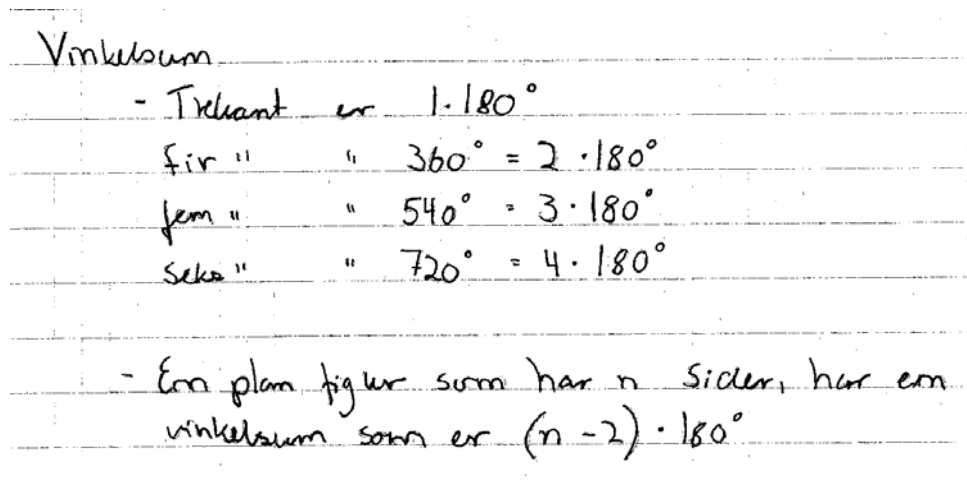 Vinkelsum
- Trekant er 1·180°
fir " " 360° = 2·180°
fem " " 540° = 3·180°
seks " " 720° = 4·180°
- En plan figur som har n sider, har en
vinkelsum som er (n-2)·180°